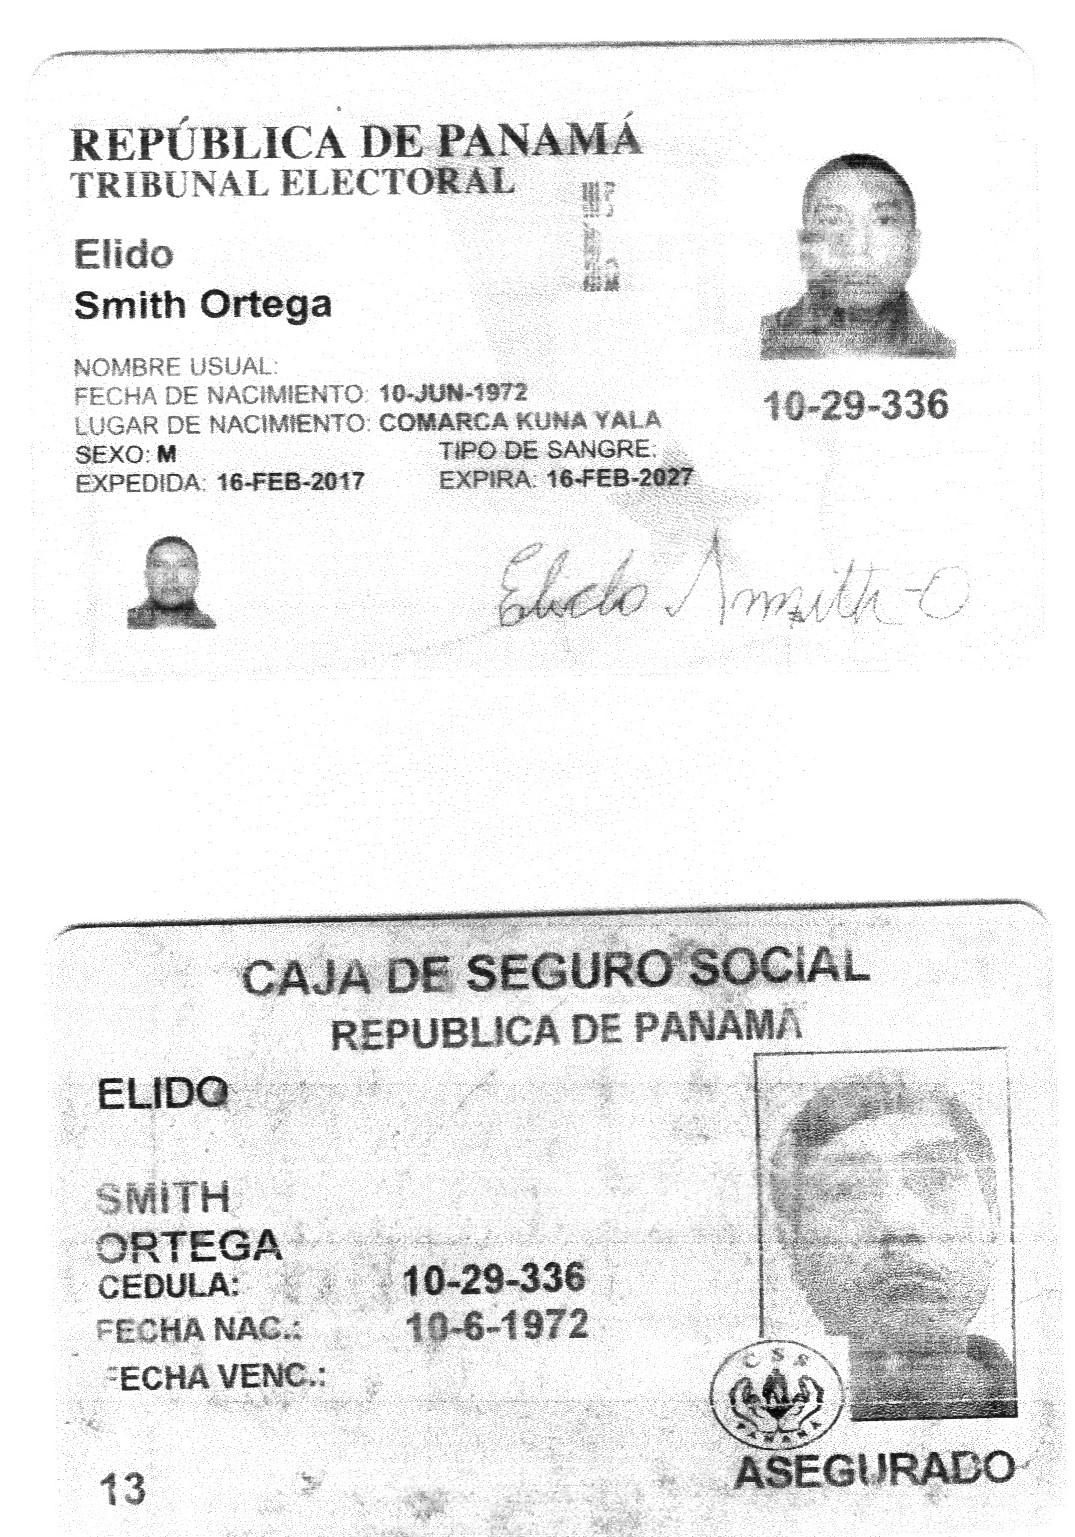 REPÚBLICA DE PANAMÁ
TRIBUNAL ELECTORAL
Elido
Smith Ortega
NOMBRE USUAL:
FECHA DE NACIMIENTO: 10-JUN-1972
LUGAR DE NACIMIENTO: COMARCA KUNA YALA
SEXO: M TIPO DE SANGRE:
EXPEDIDA: 16-FEB-2017 EXPIRA: 16-FEB-2027
10-29-336
Elido Smith O
CAJA DE SEGURO SOCIAL
REPUBLICA DE PANAMA
ELIDO
SMITH
ORTEGA
CEDULA: 10-29-336
FECHA NAC.: 10-6-1972
FECHA VENC.:
C S S
PANAMA
13
ASEGURADO